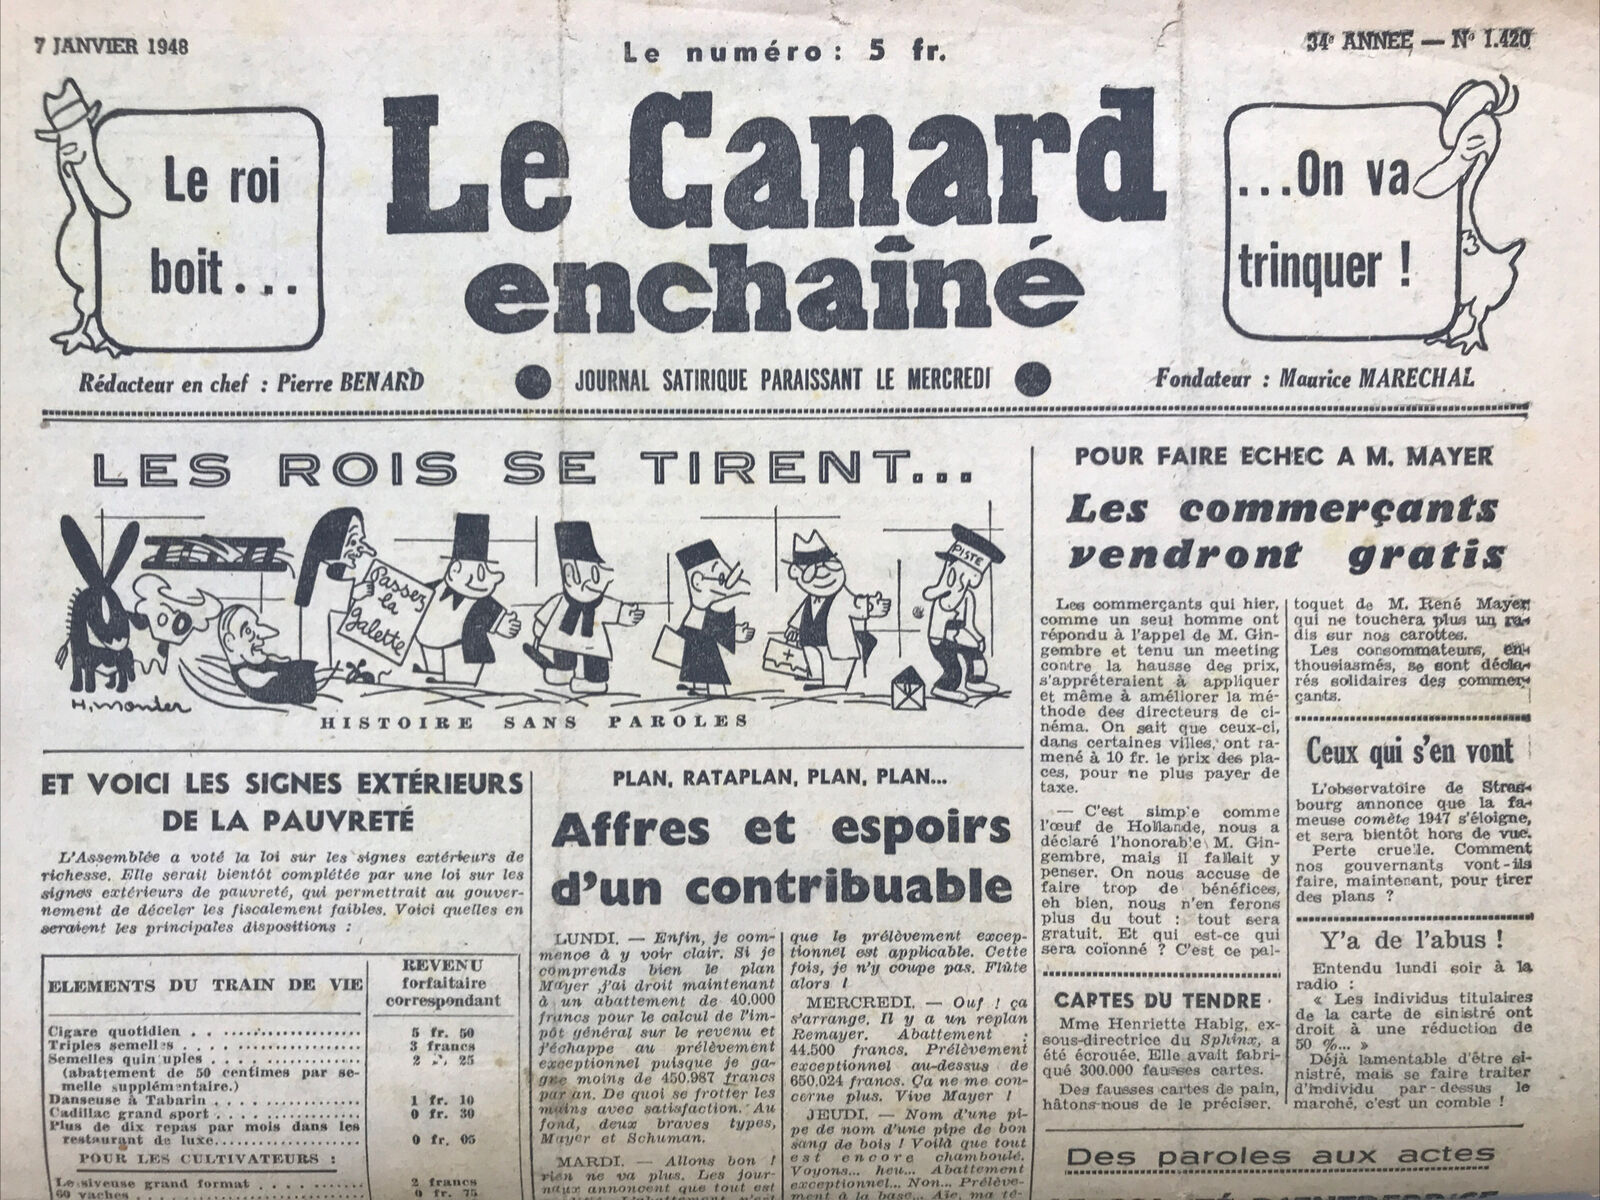 7 JANVIER 1948
Le numéro : 5 fr.
34e ANNEE — No 1.420
Le roi
boit...
Le Canard
enchaîné
...On va
trinquer !
Rédacteur en chef : Pierre BENARD
JOURNAL SATIRIQUE PARAISSANT LE MERCREDI
Fondateur : Maurice MARECHAL
LES ROIS SE TIRENT...
Passez
la
galette
PISTE
H. Monier
HISTOIRE SANS PAROLES
ET VOICI LES SIGNES EXTÉRIEURS
DE LA PAUVRETÉ
L'Assemblée a voté la loi sur les signes extérieurs de
richesse. Elle serait bientôt complétée par une loi sur les
signes extérieurs de pauvreté, qui permettrait au gouver-
nement de déceler les fiscalement faibles. Voici quelles en
seraient les principales dispositions :
ELEMENTS DU TRAIN DE VIE
REVENU
forfaitaire
correspondant
Cigare quotidien . . ................ 5 fr. 50
Triples semelles .................... 3 francs
Semelles quintuples ................. 2 fr. 25
(abattement de 50 centimes par se-
melle supplémentaire.)
Danseuse à Tabarin .................. 1 fr. 10
Cadillac grand sport ................ 0 fr. 30
Plus de dix repas par mois dans les
restaurant de luxe................... 0 fr. 05
POUR LES CULTIVATEURS :
Lessiveuse grand format ............. 2 francs
60 vaches ........................... 0 fr. 75
PLAN, RATAPLAN, PLAN, PLAN...
Affres et espoirs
d'un contribuable
LUNDI. — Enfin, je com-
mence à y voir clair. Si je
comprends bien le plan
Mayer ,j'ai droit maintenant
à un abattement de 40.000
francs pour le calcul de l'im-
pôt général sur le revenu et
j'échappe au prélèvement
exceptionnel puisque je ga-
gne moins de 450.987 francs
par an. De quoi se frotter les
mains avec satisfaction. Au
fond, deux braves types,
Mayer et Schuman.
MARDI. — Allons bon !
rien ne va plus. Les jour-
naux annoncent que tout est
que le prélèvement excep-
tionnel est applicable. Cette
fois, je n'y coupe pas. Flûte
alors !
MERCREDI. — Ouf ! ça
s'arrange. Il y a un replan
Remayer. Abattement :
44.500 francs. Prélèvement
exceptionnel au-dessus de
650.024 francs. Ça ne me con-
cerne plus. Vive Mayer !
JEUDI. — Nom d'une pi-
pe de nom d'une pipe de bon
sang de bois ! Voilà que tout
est encore chamboulé.
Voyons... heu... Abattement
exceptionnel... Non... Prélève-
ment à la base... Aïe, ma tê-
POUR FAIRE ECHEC A M. MAYER
Les commerçants
vendront gratis
Les commerçants qui hier,
comme un seul homme ont
répondu à l'appel de M. Gin-
gembre et tenu un meeting
contre la hausse des prix,
s'apprêteraient à appliquer
et même à améliorer la mé-
thode des directeurs de ci-
néma. On sait que ceux-ci,
dans certaines villes, ont ra-
mené à 10 fr. le prix des pla-
ces, pour ne plus payer de
taxe.
— C'est simp'e comme
l'œuf de Hollande, nous a
déclaré l'honorable M. Gin-
gembre, mais il fallait y
penser. On nous accuse de
faire trop de bénéfices,
eh bien, nous n'en ferons
plus du tout : tout sera
gratuit. Et qui est-ce qui
sera coïonné ? C'est ce pal-
toquet de M. René Mayer
qui ne touchera plus un ra-
dis sur nos carottes.
Les consommateurs, en-
thousiasmés, se sont décla-
rés solidaires des commer-
çants.
CARTES DU TENDRE
Mme Henriette Habig, ex-
sous-directrice du Sphinx, a
été écrouée. Elle avait fabri-
qué 300.000 fausses cartes.
Des fausses cartes de pain,
hâtons-nous de le préciser.
Ceux qui s'en vont
L'observatoire de Stras-
bourg annonce que la fa-
meuse comète 1947 s'éloigne,
et sera bientôt hors de vue.
Perte cruelle. Comment
nos gouvernants vont-ils
faire, maintenant, pour tirer
des plans ?
Y'a de l'abus !
Entendu lundi soir à la
radio :
« Les individus titulaires
de la carte de sinistré ont
droit à une réduction de
50 %... »
Déjà lamentable d'être si-
nistré, mais se faire traiter
d'individu par-dessus le
marché, c'est un comble !
Des paroles aux actes